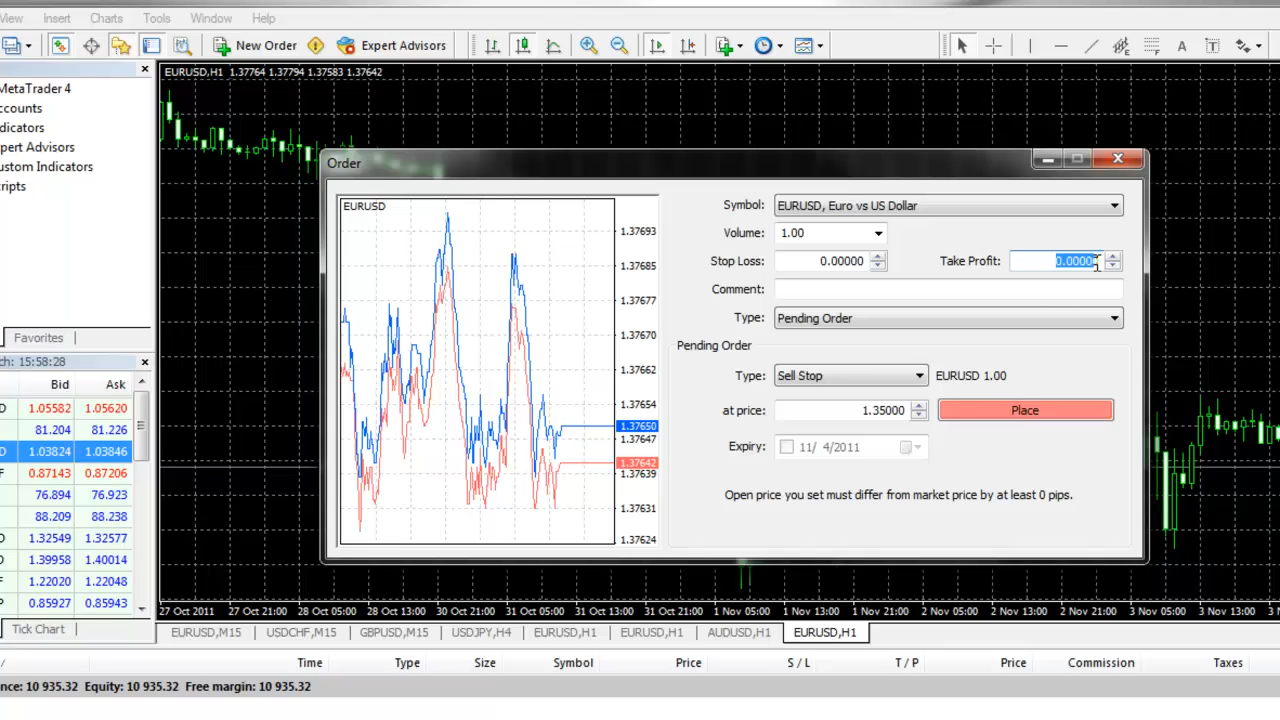 View Insert Charts Tools Window Help
New Order Expert Advisors
EURUSD,H1 1.37764 1.37794 1.37583 1.37642
MetaTrader 4
ccounts
dicators
pert Advisors
ustom Indicators
ripts
Favorites
ch: 15:58:28
Bid Ask
D 1.05582 1.05620
81.204 81.226
D 1.03824 1.03846
F 0.87143 0.87206
76.894 76.923
88.209 88.238
D 1.32549 1.32577
D 1.39958 1.40014
F 1.22020 1.22048
P 0.85927 0.85943
Tick Chart
Order
EURUSD
1.37693
1.37685
1.37677
1.37670
1.37662
1.37654
1.37650
1.37647
1.37642
1.37639
1.37631
1.37624
Symbol: EURUSD, Euro vs US Dollar
Volume: 1.00
Stop Loss: 0.00000 Take Profit: 0.0000
Comment:
Type: Pending Order
Pending Order
Type: Sell Stop EURUSD 1.00
at price: 1.35000 Place
Expiry: 11/ 4/2011
Open price you set must differ from market price by at least 0 pips.
27 Oct 2011 27 Oct 21:00 28 Oct 05:00 28 Oct 13:00 30 Oct 21:00 31 Oct 05:00 31 Oct 13:00 31 Oct 21:00 1 Nov 05:00 1 Nov 13:00 1 Nov 21:00 2 Nov 05:00 2 Nov 13:00 2 Nov 21:00 3 Nov 05:00 3 Nov 13:00 3 N
EURUSD,M15 USDCHF,M15 GBPUSD,M15 USDJPY,H4 EURUSD,H1 EURUSD,H1 AUDUSD,H1 EURUSD,H1
/ Time Type Size Symbol Price S / L T / P Price Commission Taxes
nce: 10 935.32 Equity: 10 935.32 Free margin: 10 935.32